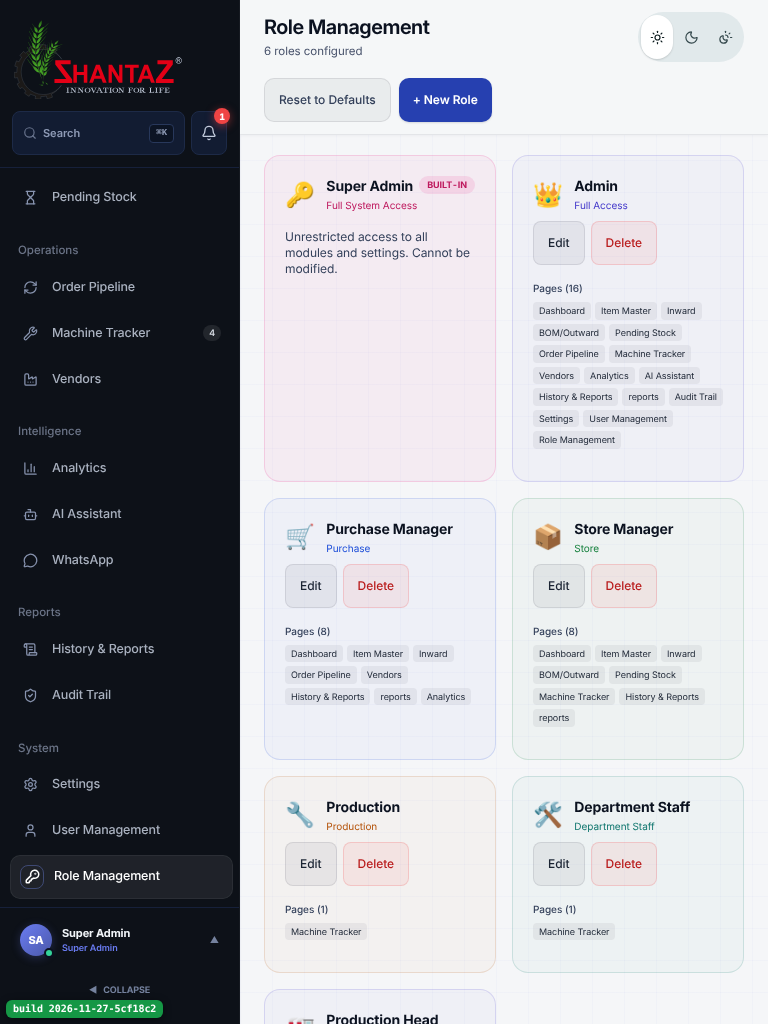 SHANTAZ®
INNOVATION FOR LIFE
Search
⌘K
1
Pending Stock
Operations
Order Pipeline
Machine Tracker
4
Vendors
Intelligence
Analytics
AI Assistant
WhatsApp
Reports
History & Reports
Audit Trail
System
Settings
User Management
Role Management
SA
Super Admin
Super Admin
COLLAPSE
build 2026-11-27-5cf18c2
Role Management
6 roles configured
Reset to Defaults
+ New Role
Super Admin BUILT-IN
Full System Access
Unrestricted access to all
modules and settings. Cannot be
modified.
Admin
Full Access
Edit Delete
Pages (16)
Dashboard Item Master Inward
BOM/Outward Pending Stock
Order Pipeline Machine Tracker
Vendors Analytics AI Assistant
History & Reports reports Audit Trail
Settings User Management
Role Management
Purchase Manager
Purchase
Edit Delete
Pages (8)
Dashboard Item Master Inward
Order Pipeline Vendors
History & Reports reports Analytics
Store Manager
Store
Edit Delete
Pages (8)
Dashboard Item Master Inward
BOM/Outward Pending Stock
Machine Tracker History & Reports
reports
Production
Production
Edit Delete
Pages (1)
Machine Tracker
Department Staff
Department Staff
Edit Delete
Pages (1)
Machine Tracker
Production Head